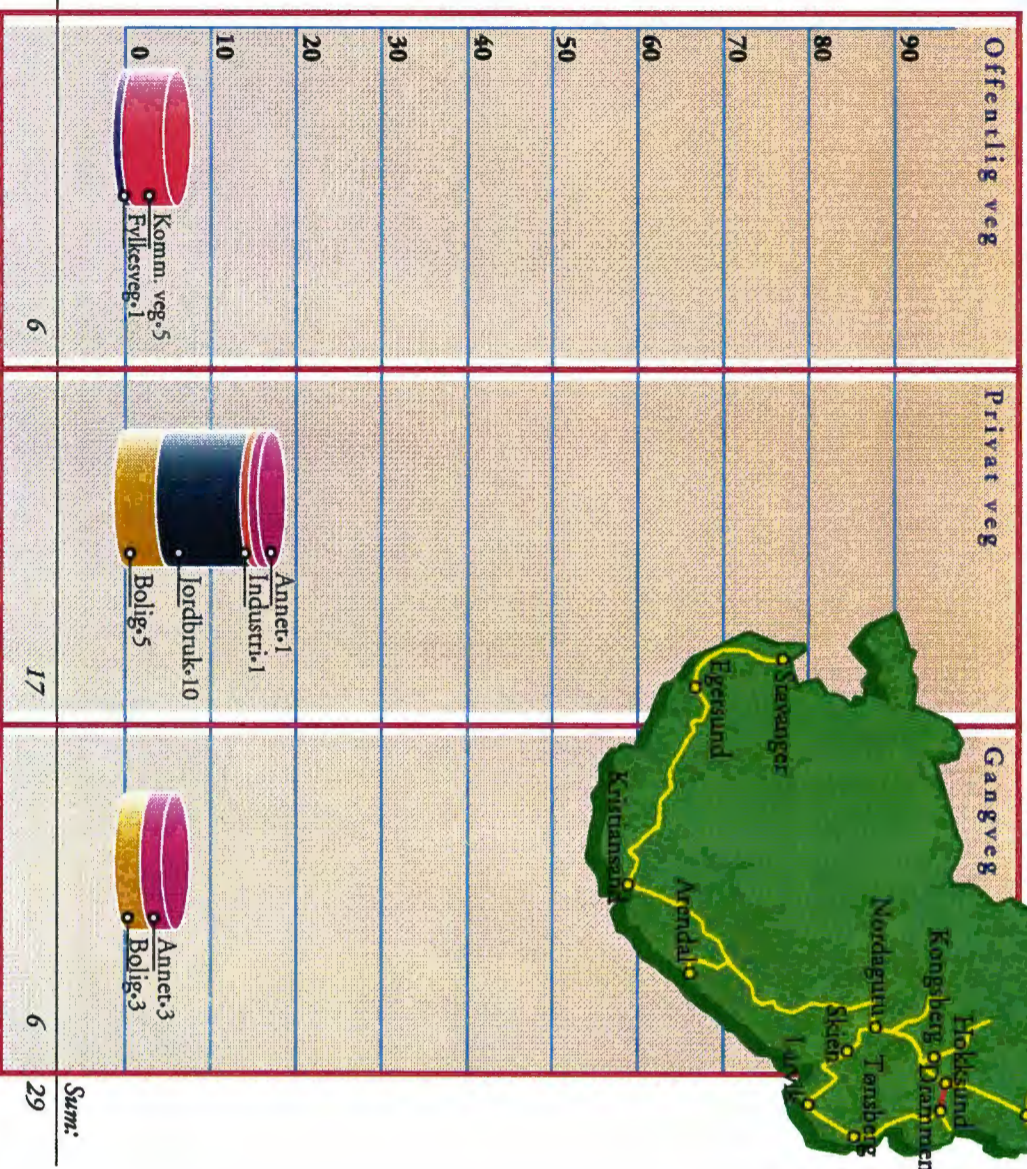 Offentlig veg
Privat veg
Gangveg
90
80
70
60
50
40
30
20
10
0
Komm. veg•5
Fylkesveg•1
Annet•1
Industri•1
Jordbruk•10
Bolig•5
Annet•3
Bolig•3
Stavanger
Egersund
Kristiansand
Arendal
Nordagutu
Kongsberg
Hokksund
Drammen
Skien
Tønsberg
Larvik
Sum:
6
17
6
29